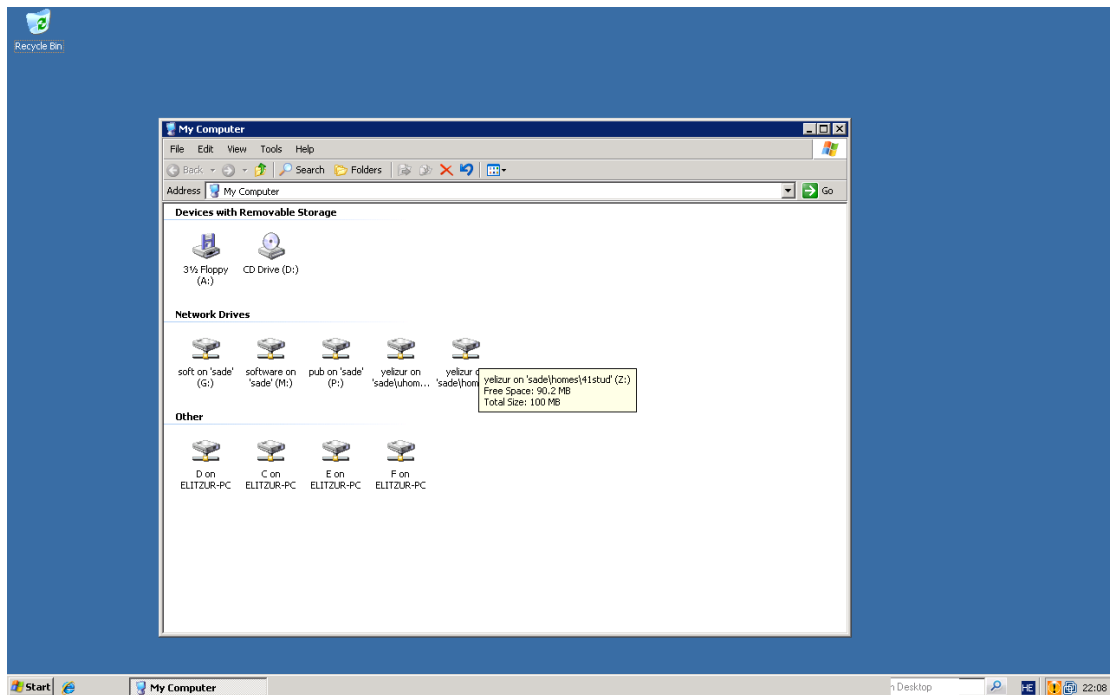 Recycle Bin
My Computer
File Edit View Tools Help
Back Search Folders
Address My Computer Go
Devices with Removable Storage
3½ Floppy (A:)
CD Drive (D:)
Network Drives
soft on 'sade' (G:)
software on 'sade' (M:)
pub on 'sade' (P:)
yelizur on 'sade\uhom...
yelizur 'sade\hom
yelizur on 'sade\homes\41stud' (Z:)
Free Space: 90.2 MB
Total Size: 100 MB
Other
D on ELITZUR-PC
C on ELITZUR-PC
E on ELITZUR-PC
F on ELITZUR-PC
Start My Computer Desktop HE 22:08